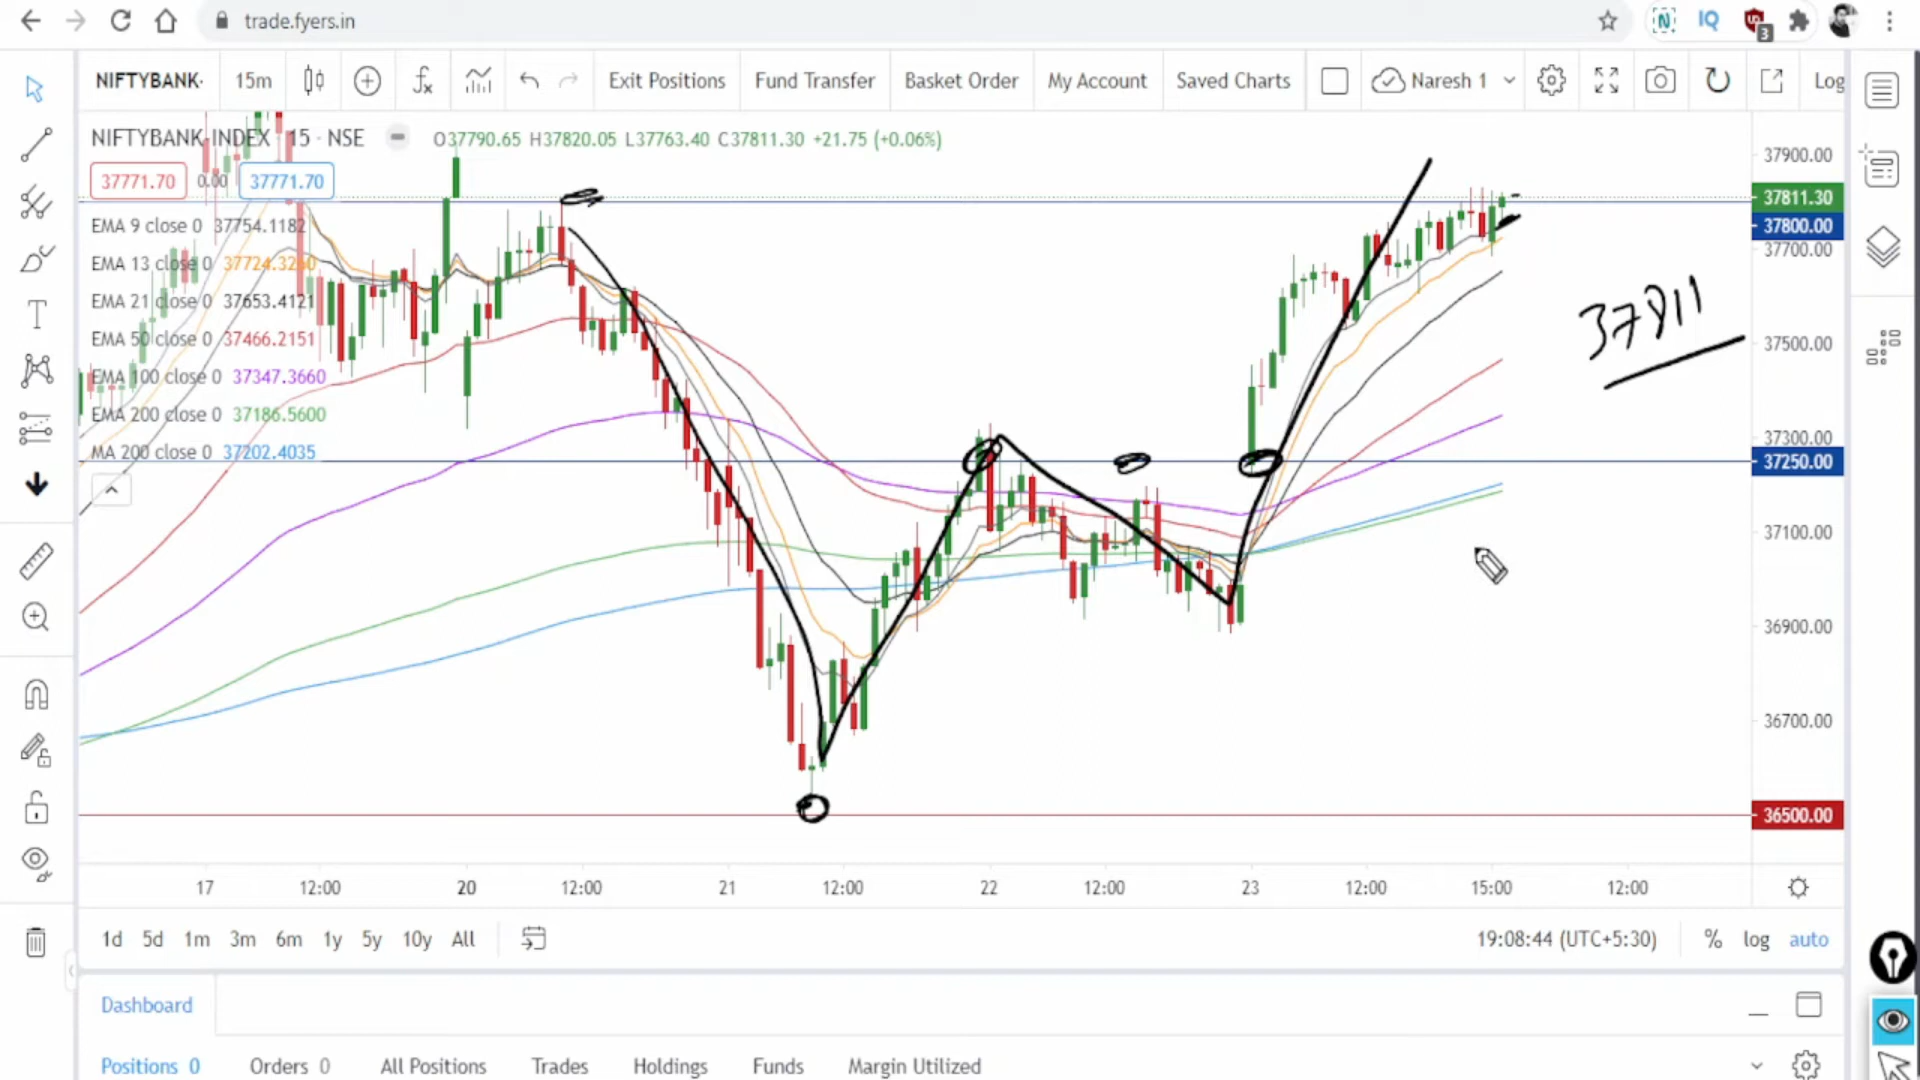 trade.fyers.in
3
NIFTYBANK- 15m Exit Positions Fund Transfer Basket Order My Account Saved Charts Naresh 1 Log
NIFTYBANK-INDEX · 15 · NSE O37790.65 H37820.05 L37763.40 C37811.30 +21.75 (+0.06%)
37771.70 0.00 37771.70
EMA 9 close 0 37754.1182
EMA 13 close 0
EMA 21 close 0 37653.4121
EMA 50 close 0 37466.2151
EMA 100 close 0 37347.3660
EMA 200 close 0 37186.5600
MA 200 close 0 37202.4035
37900.00
37811.30
37800.00
37700.00
37811
37500.00
37300.00
37250.00
37100.00
36900.00
36700.00
36500.00
17 12:00 20 12:00 21 12:00 22 12:00 23 12:00 15:00 12:00
1d 5d 1m 3m 6m 1y 5y 10y All 19:08:44 (UTC+5:30) % log auto
Dashboard
Positions 0 Orders 0 All Positions Trades Holdings Funds Margin Utilized